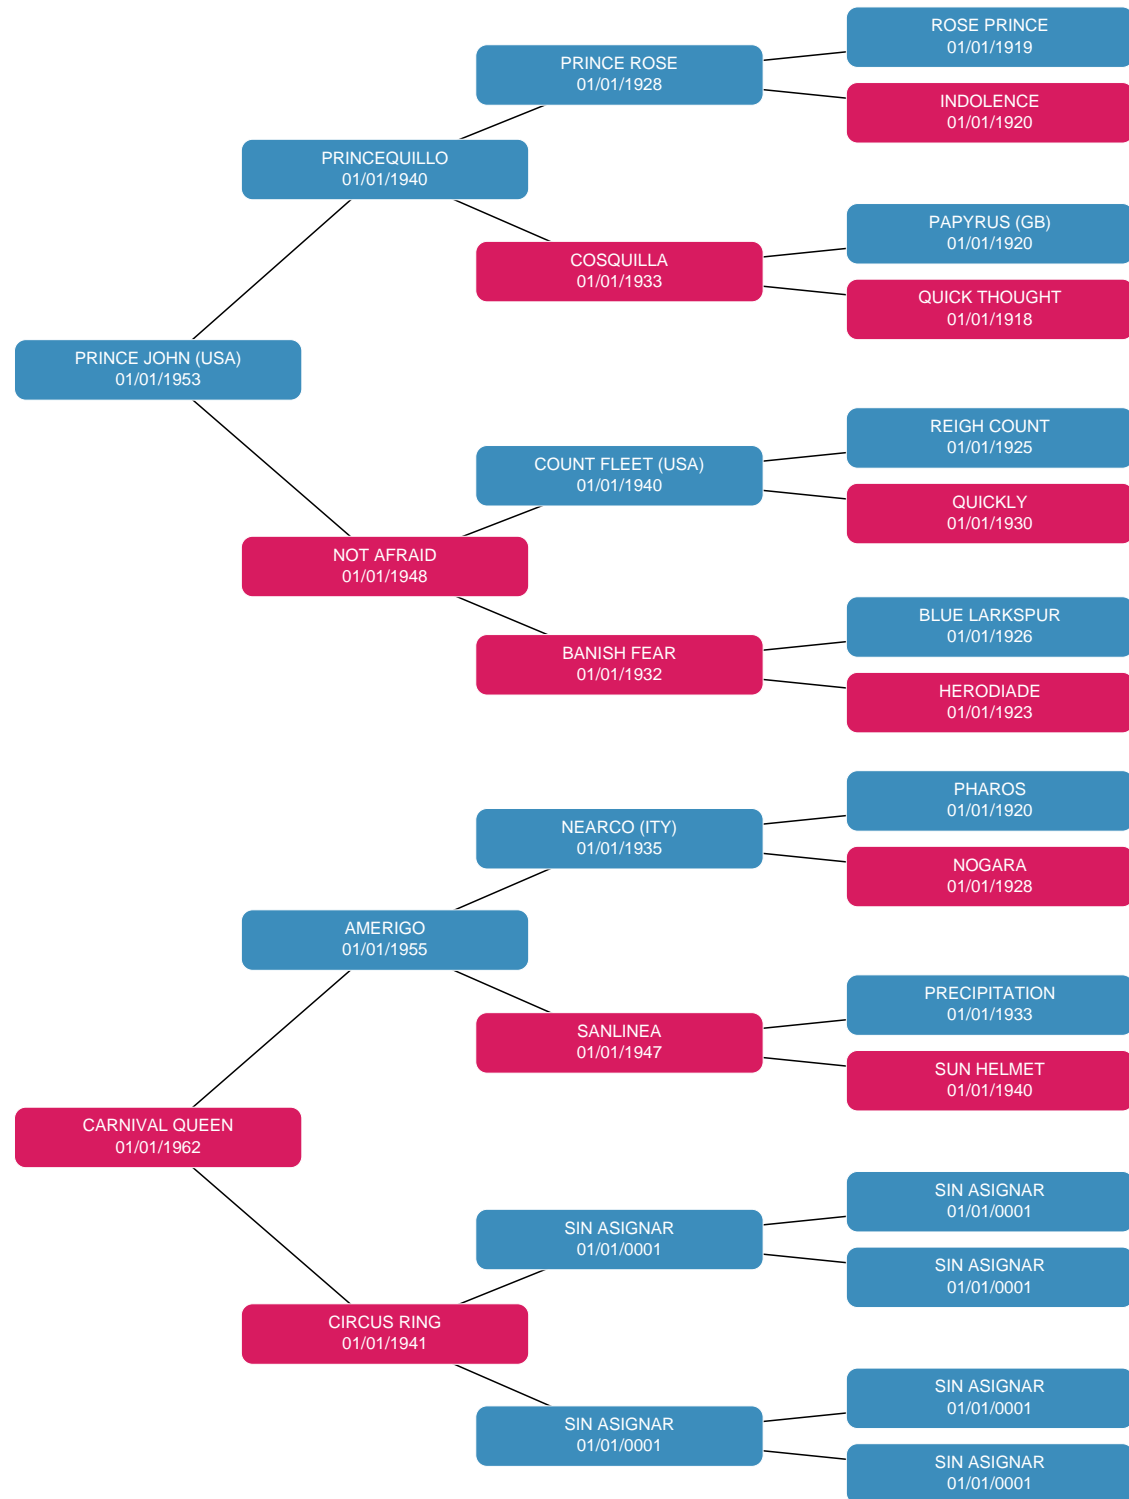 ROSE PRINCE
01/01/1919
PRINCE ROSE
01/01/1928
INDOLENCE
01/01/1920
PRINCEQUILLO
01/01/1940
PAPYRUS (GB)
01/01/1920
COSQUILLA
01/01/1933
QUICK THOUGHT
01/01/1918
PRINCE JOHN (USA)
01/01/1953
REIGH COUNT
01/01/1925
COUNT FLEET (USA)
01/01/1940
QUICKLY
01/01/1930
NOT AFRAID
01/01/1948
BLUE LARKSPUR
01/01/1926
BANISH FEAR
01/01/1932
HERODIADE
01/01/1923
PHAROS
01/01/1920
NEARCO (ITY)
01/01/1935
NOGARA
01/01/1928
AMERIGO
01/01/1955
PRECIPITATION
01/01/1933
SANLINEA
01/01/1947
SUN HELMET
01/01/1940
CARNIVAL QUEEN
01/01/1962
SIN ASIGNAR
01/01/0001
SIN ASIGNAR
01/01/0001
SIN ASIGNAR
01/01/0001
CIRCUS RING
01/01/1941
SIN ASIGNAR
01/01/0001
SIN ASIGNAR
01/01/0001
SIN ASIGNAR
01/01/0001